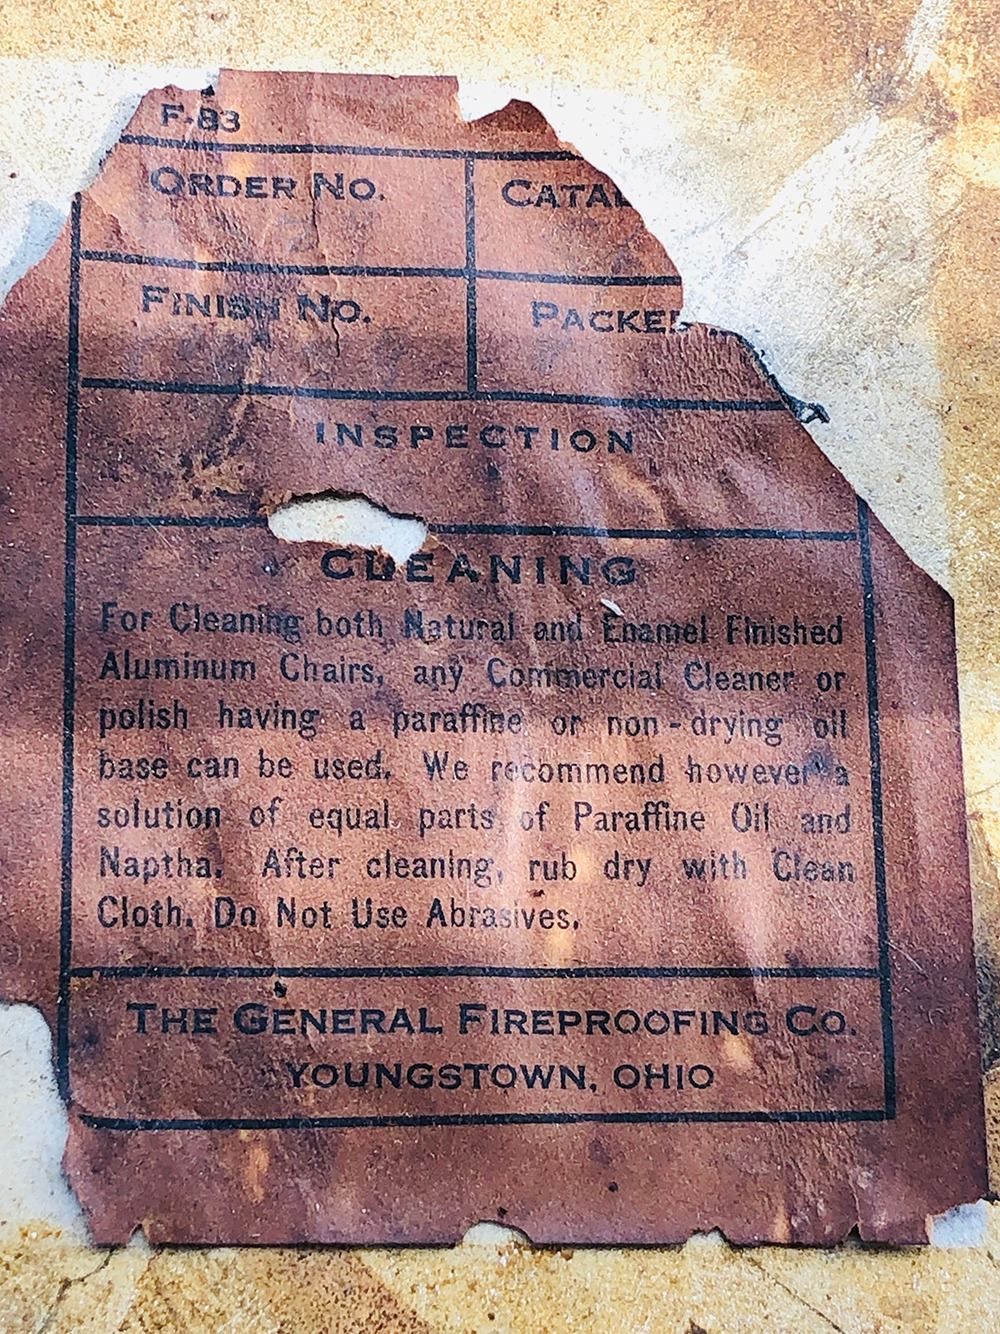 F-83
ORDER NO.
FINISH NO. PACKED
INSPECTION
CLEANING
For Cleaning both Natural and Enamel Finished
Aluminum Chairs, any Commercial Cleaner or
polish having a paraffine or non-drying oil
base can be used. We recommend however a
solution of equal parts of Paraffine Oil and
Naptha. After cleaning, rub dry with Clean
Cloth. Do Not Use Abrasives.
THE GENERAL FIREPROOFING CO.
YOUNGSTOWN, OHIO